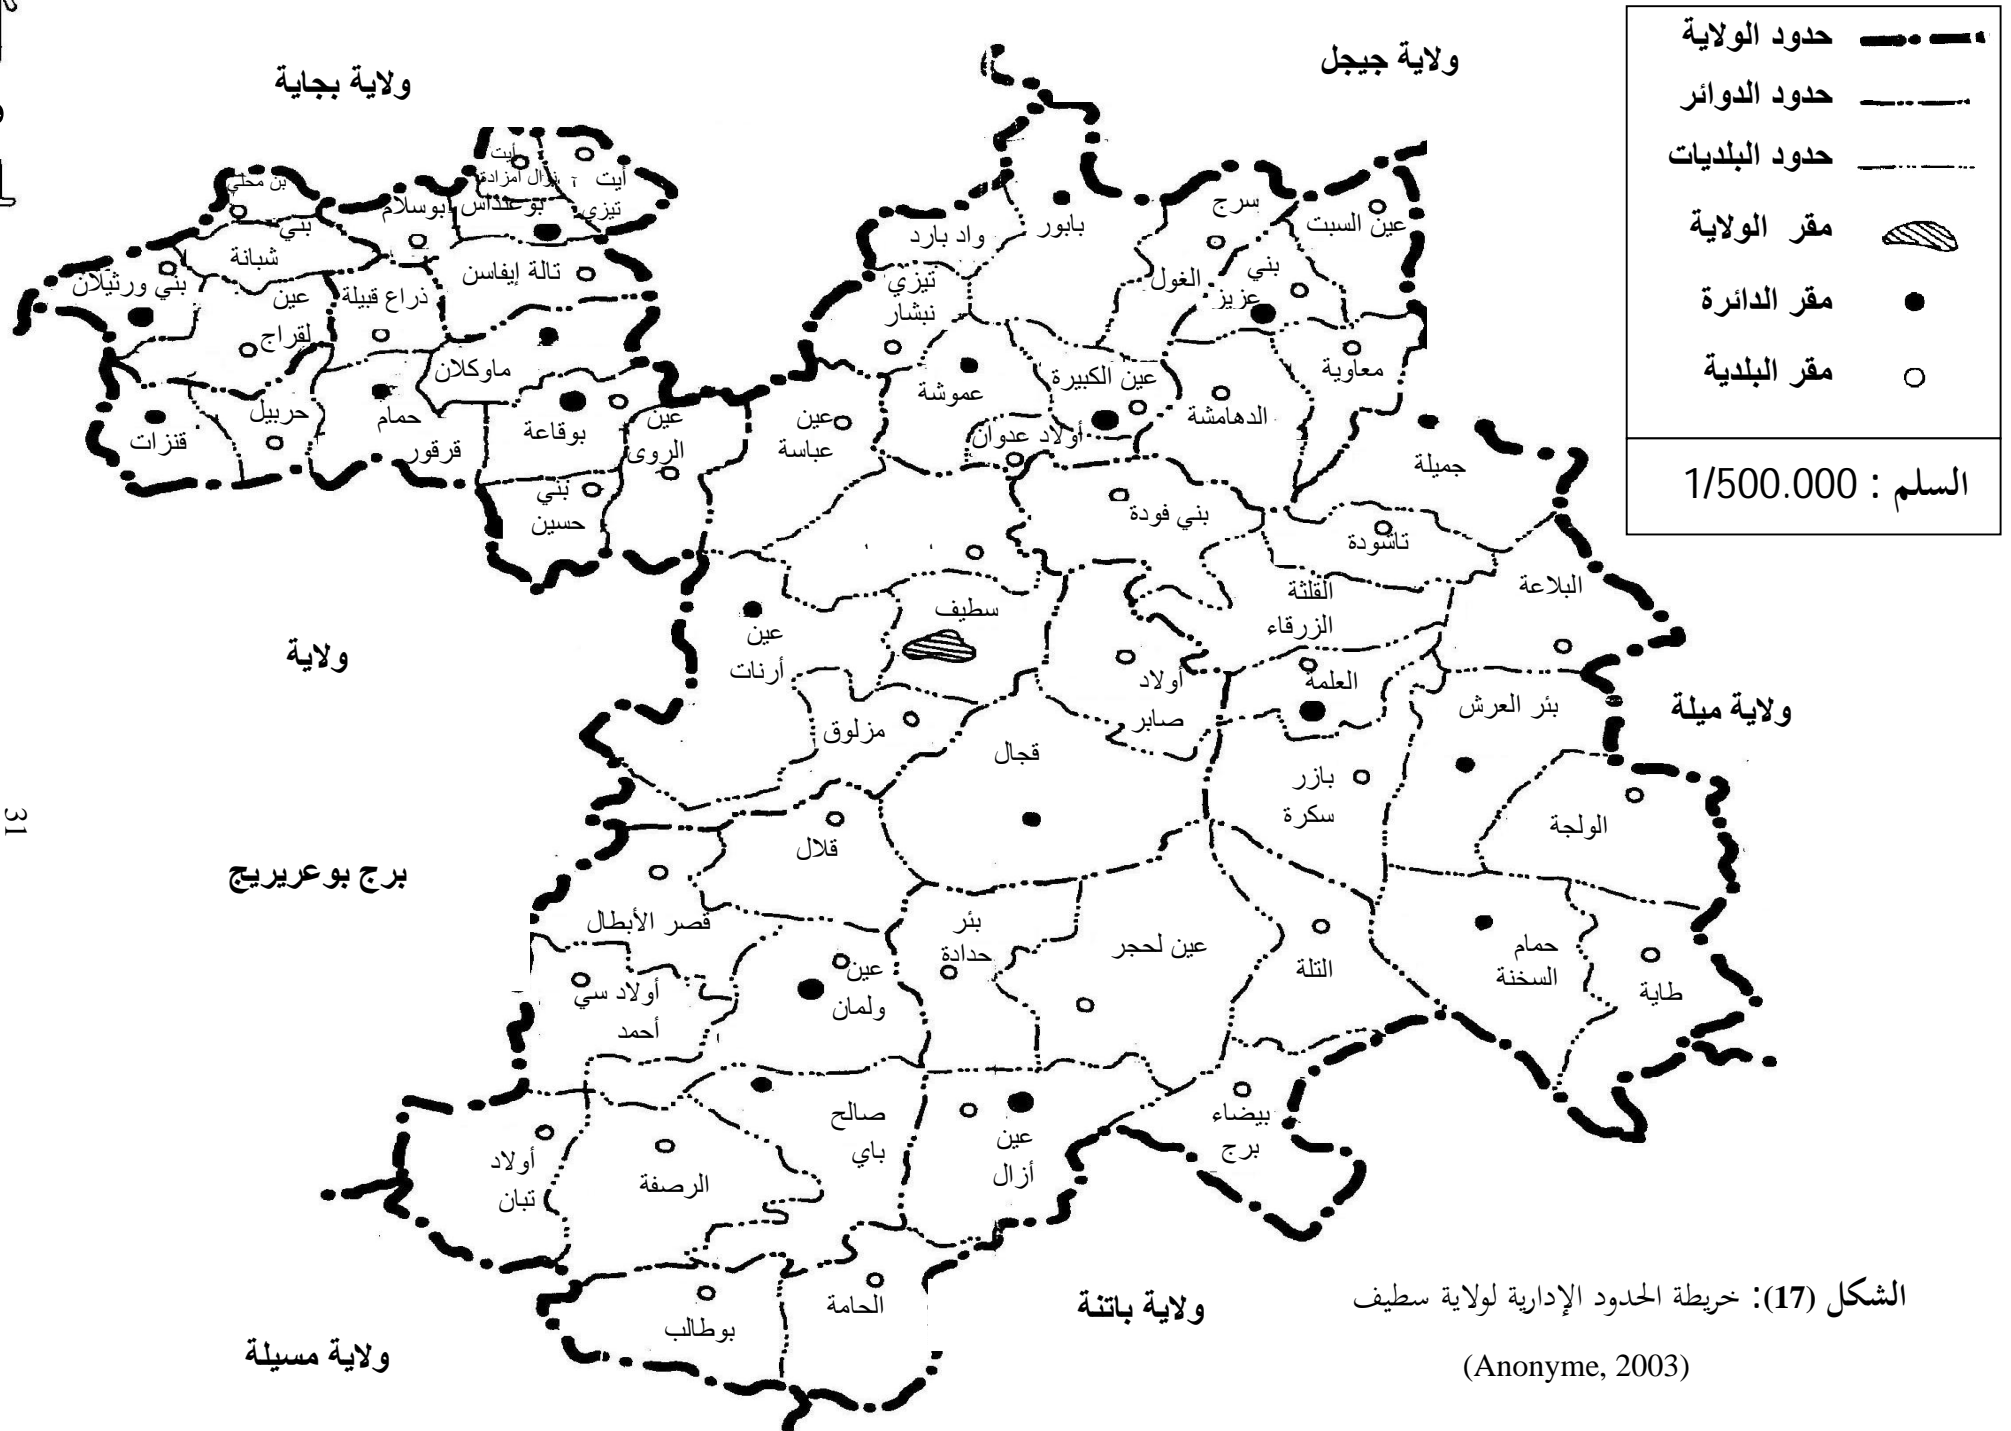 حدود الولاية
حدود الدوائر
حدود البلديات
مقر الولاية
مقر الدائرة
مقر البلدية
السلم : 1/500.000
ولاية جيجل
ولاية بجاية
أيت
نزال امزادة
أيت آ
تيزي
بن محلي
بوسلام
بوعنداس
بني
شبانة
تالة إيفاسن
بني ورثيلان
عين
لقراج
ذراع قبيلة
ماوكلان
حربيل
حمام
قرقور
قنزات
بوقاعة
عين
الروى
بني
حسين
سرج
الغول
عين السبت
بابور
واد بارد
بني
عزيز
تيزي
نبشار
معاوية
عين الكبيرة
عموشة
الدهامشة
أولاد عدوان
عين
عباسة
جميلة
بني فودة
تاشودة
البلاعة
القلثة
الزرقاء
سطيف
عين
أرنات
ولاية
أولاد
صابر
العلمة
بئر العرش
ولاية ميلة
مزلوق
قجال
بازر
سكرة
الولجة
قلال
برج بوعريريج
31
قصر الأبطال
بئر
حدادة
عين لحجر
التلة
حمام
السخنة
طاية
عين
ولمان
أولاد سي
أحمد
صالح
باي
عين
أزال
بيضاء
برج
أولاد
تبان
الرصفة
الحامة
بوطالب
ولاية باتنة
ولاية مسيلة
الشكل (17): خريطة الحدود الإدارية لولاية سطيف
(Anonyme, 2003)